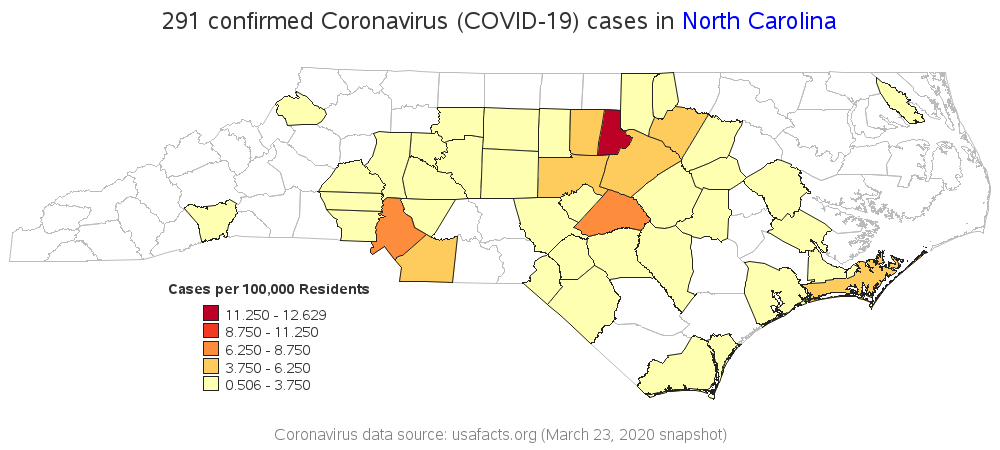 291 confirmed Coronavirus (COVID-19) cases in North Carolina
Cases per 100,000 Residents
11.250 - 12.629
8.750 - 11.250
6.250 - 8.750
3.750 - 6.250
0.506 - 3.750
Coronavirus data source: usafacts.org (March 23, 2020 snapshot)